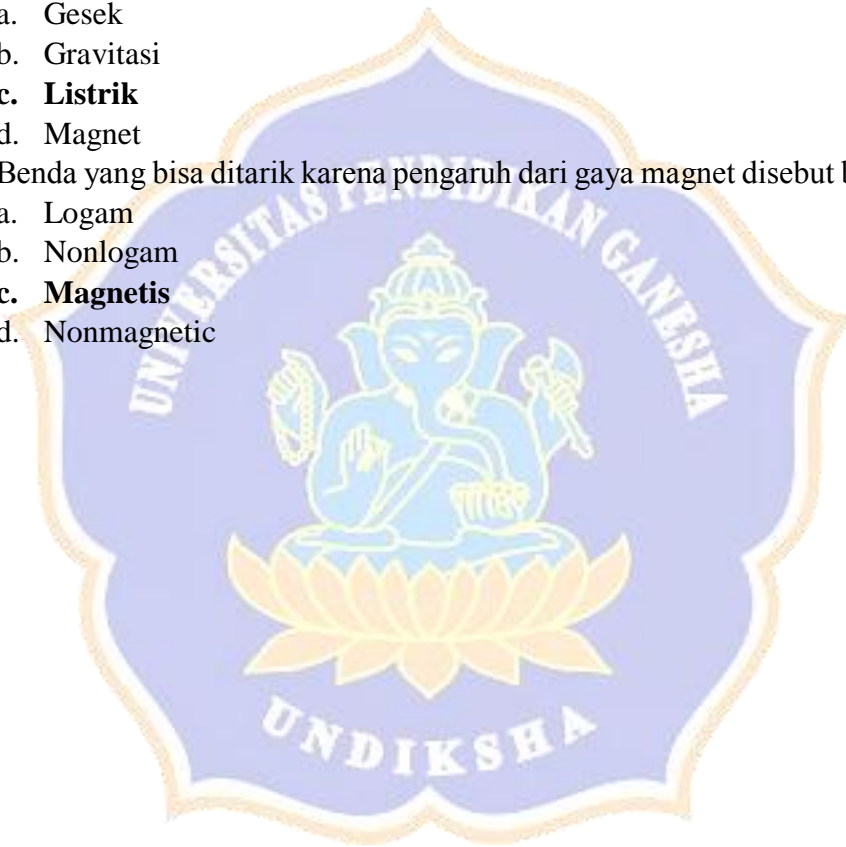 a. Gesek
b. Gravitasi
c. Listrik
d. Magnet
Benda yang bisa ditarik karena pengaruh dari gaya magnet disebut
a. Logam
b. Nonlogam
c. Magnetis
d. Nonmagnetic
UNIVERSITAS PENDIDIKAN GANESHA
UNDIKSHA